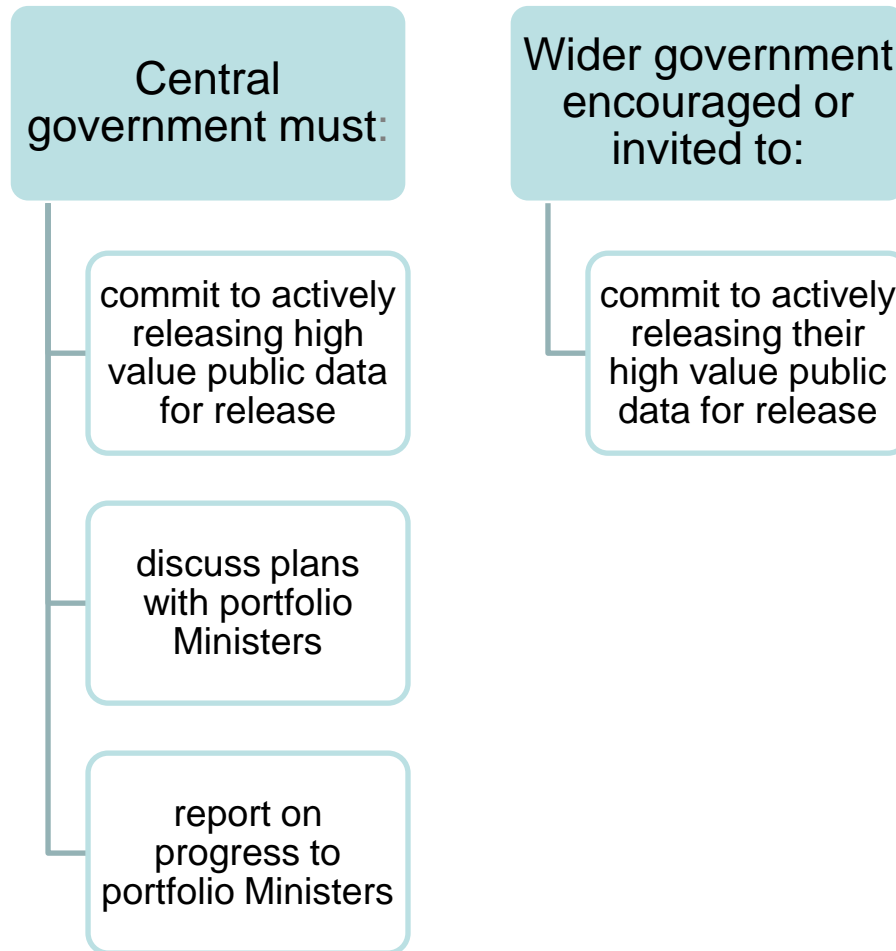 Central
government must:
commit to actively
releasing high
value public data
for release
discuss plans
with portfolio
Ministers
report on
progress to
portfolio Ministers
Wider government
encouraged or
invited to:
commit to actively
releasing their
high value public
data for release